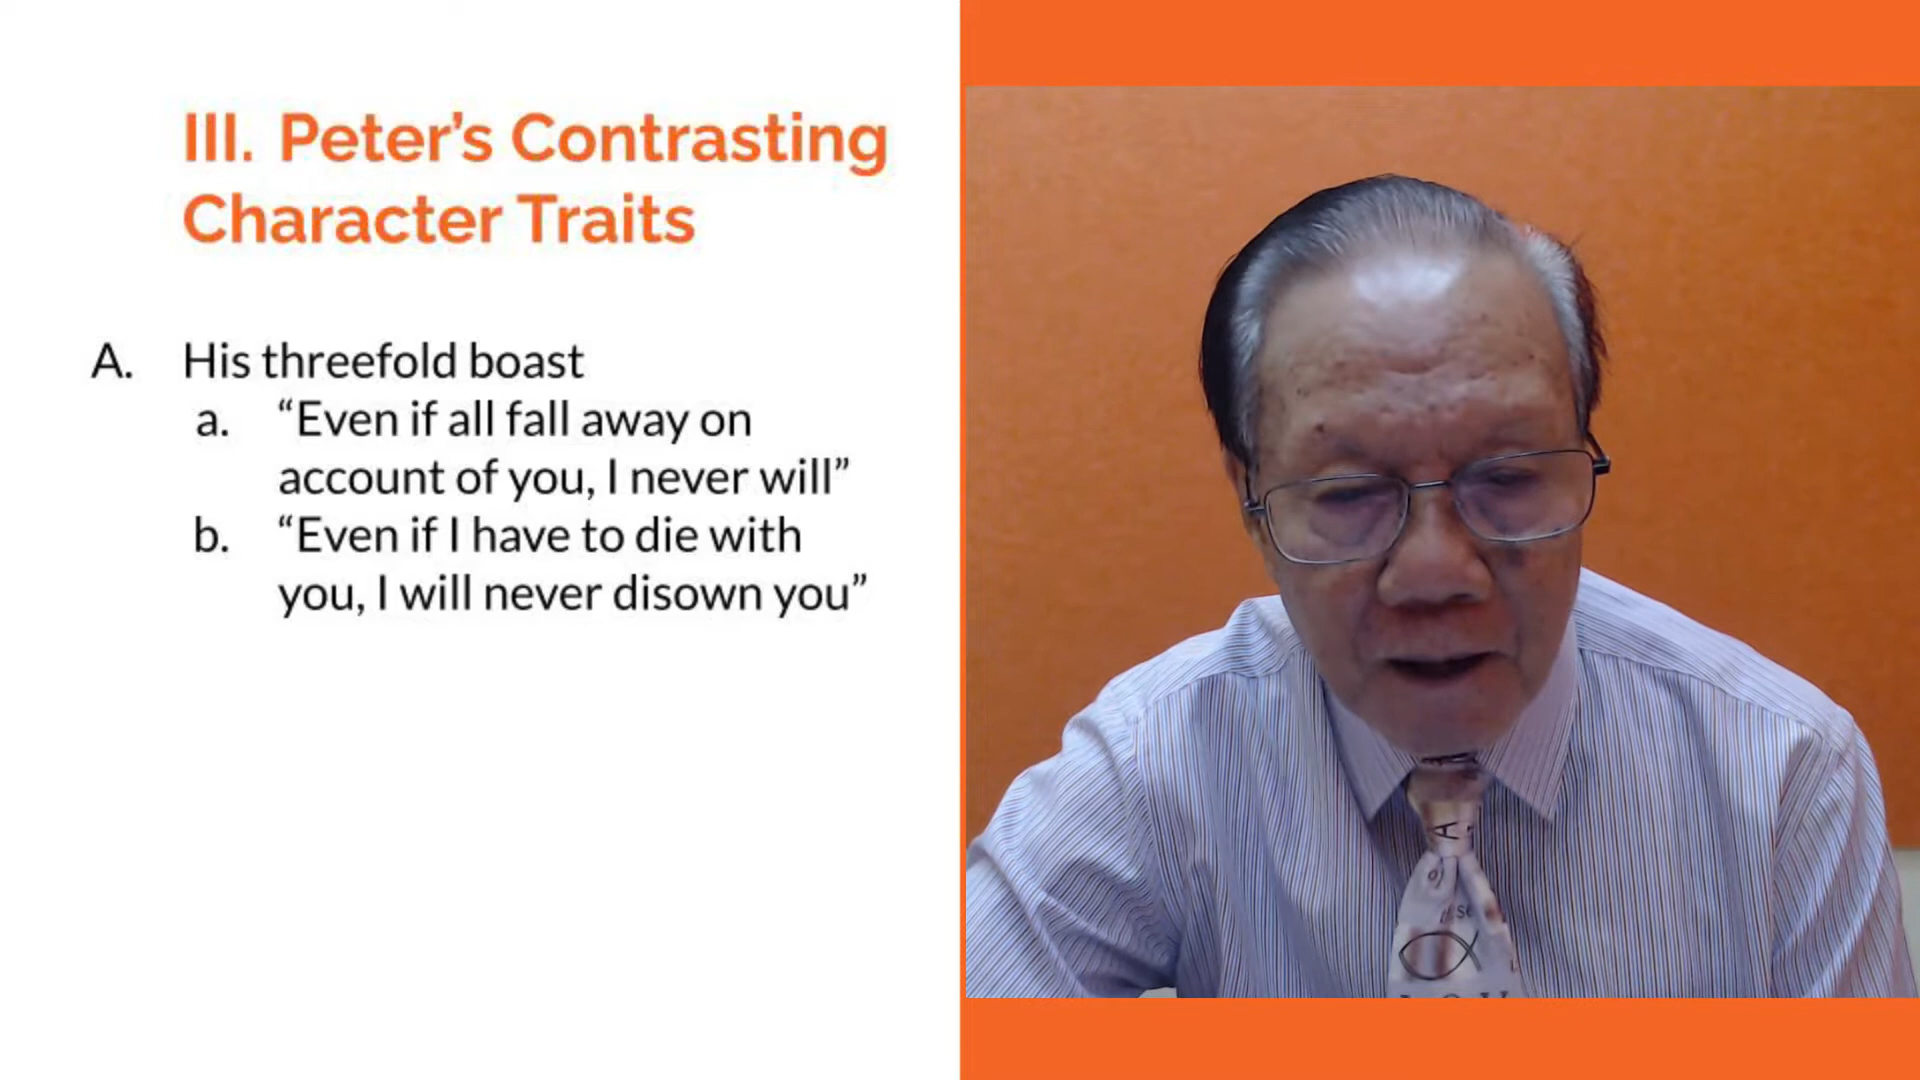 III. Peter’s Contrasting
Character Traits
A. His threefold boast
a. “Even if all fall away on
account of you, I never will”
b. “Even if I have to die with
you, I will never disown you”
A